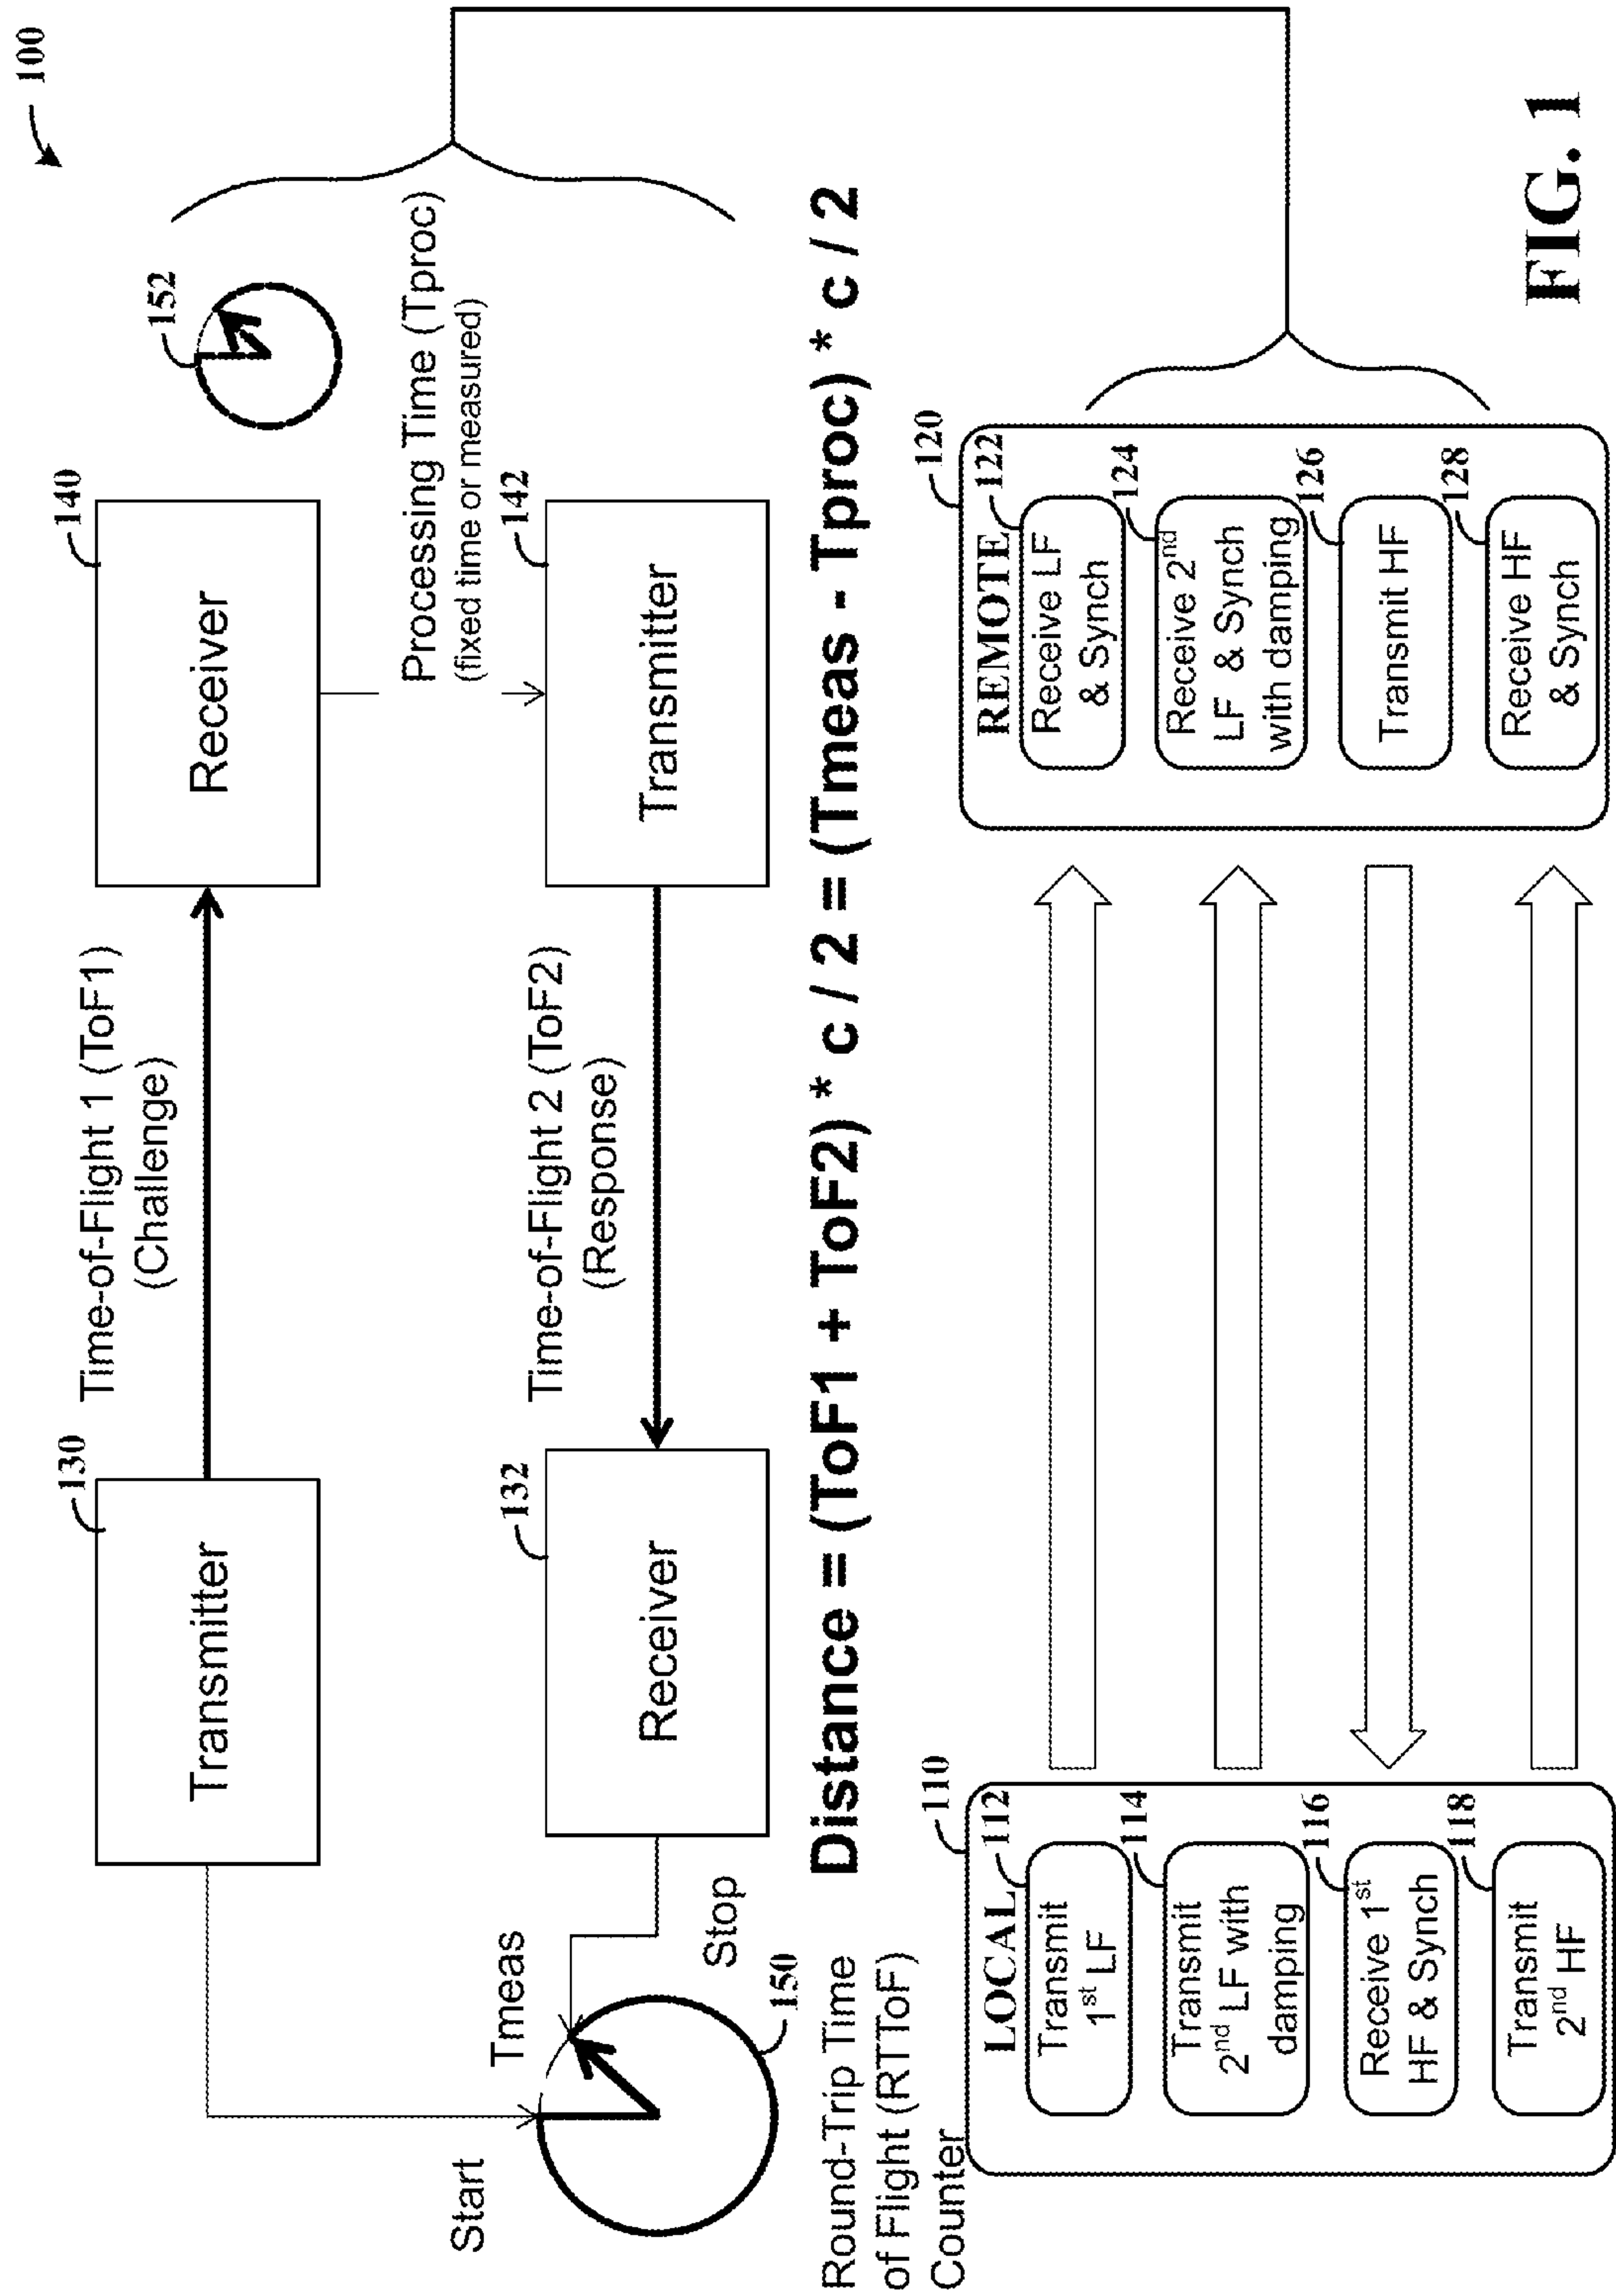 100
130
Transmitter
Time-of-Flight 1 (ToF1)
(Challenge)
140
Receiver
152
Start
Tmeas
Stop
150
Round-Trip Time
of Flight (RTToF)
Counter
132
Receiver
Time-of-Flight 2 (ToF2)
(Response)
Processing Time (Tproc)
(fixed time or measured)
142
Transmitter
Distance = (ToF1 + ToF2) * c / 2 = (Tmeas - Tproc) * c / 2
110
LOCAL
112
Transmit
1st LF
114
Transmit
2nd LF with
damping
116
Receive 1st
HF & Synch
118
Transmit
2nd HF
120
REMOTE
122
Receive LF
& Synch
124
Receive 2nd
LF & Synch
with damping
126
Transmit HF
128
Receive HF
& Synch
FIG. 1